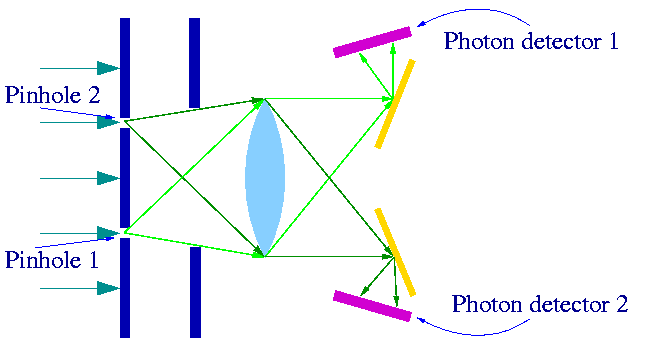 Photon detector 1
Pinhole 2
Pinhole 1
Photon detector 2